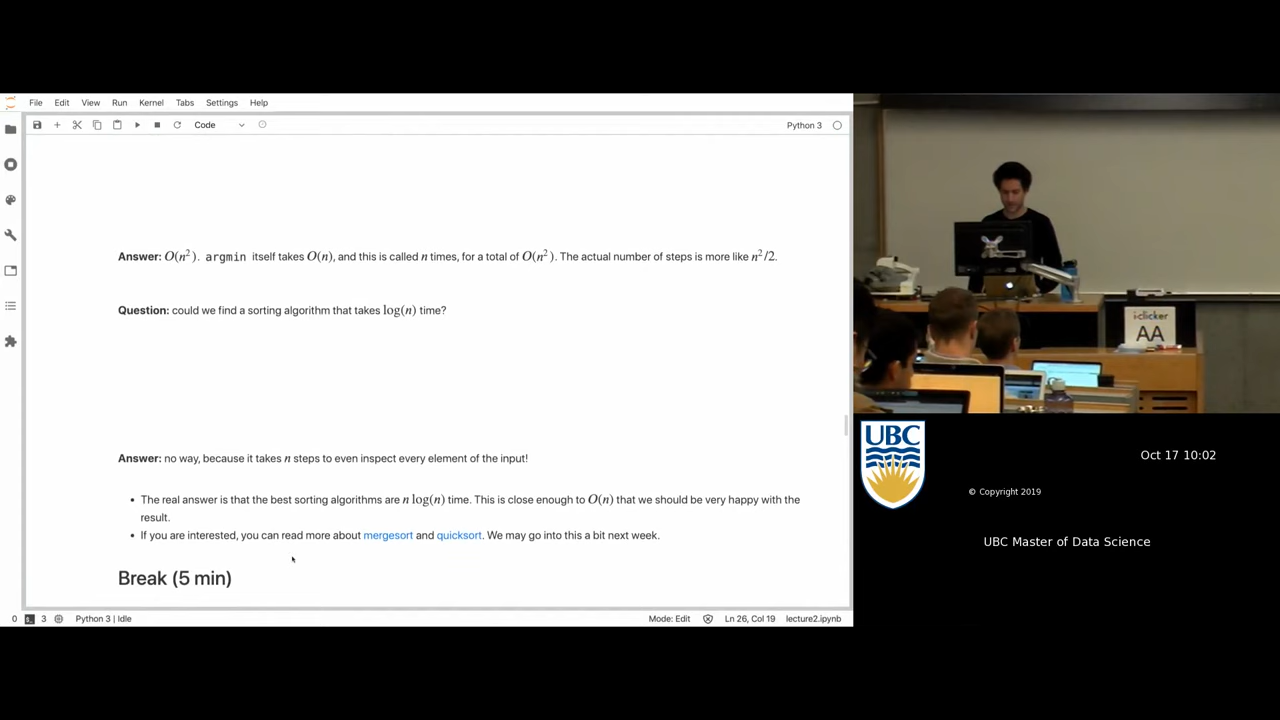 File Edit View Run Kernel Tabs Settings Help
Code
Python 3
Answer: O(n²). argmin itself takes O(n), and this is called n times, for a total of O(n²). The actual number of steps is more like n²/2.
Question: could we find a sorting algorithm that takes log(n) time?
Answer: no way, because it takes n steps to even inspect every element of the input!
• The real answer is that the best sorting algorithms are n log(n) time. This is close enough to O(n) that we should be very happy with the
result.
• If you are interested, you can read more about mergesort and quicksort. We may go into this a bit next week.
Break (5 min)
0 3 Python 3 | Idle
Mode: Edit Ln 26, Col 19 lecture2.ipynb
i-clicker
AA
UBC
Oct 17 10:02
© Copyright 2019
UBC Master of Data Science